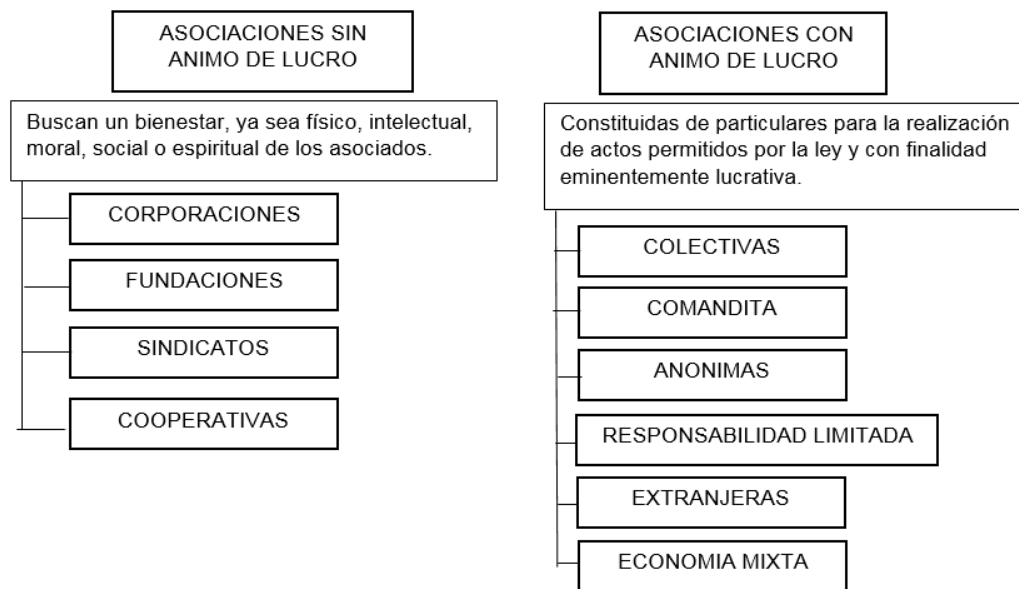 ASOCIACIONES SIN
ANIMO DE LUCRO
Buscan un bienestar, ya sea físico, intelectual,
moral, social o espiritual de los asociados.
CORPORACIONES
FUNDACIONES
SINDICATOS
COOPERATIVAS
ASOCIACIONES CON
ANIMO DE LUCRO
Constituidas de particulares para la realización
de actos permitidos por la ley y con finalidad
eminentemente lucrativa.
COLECTIVAS
COMANDITA
ANONIMAS
RESPONSABILIDAD LIMITADA
EXTRANJERAS
ECONOMIA MIXTA